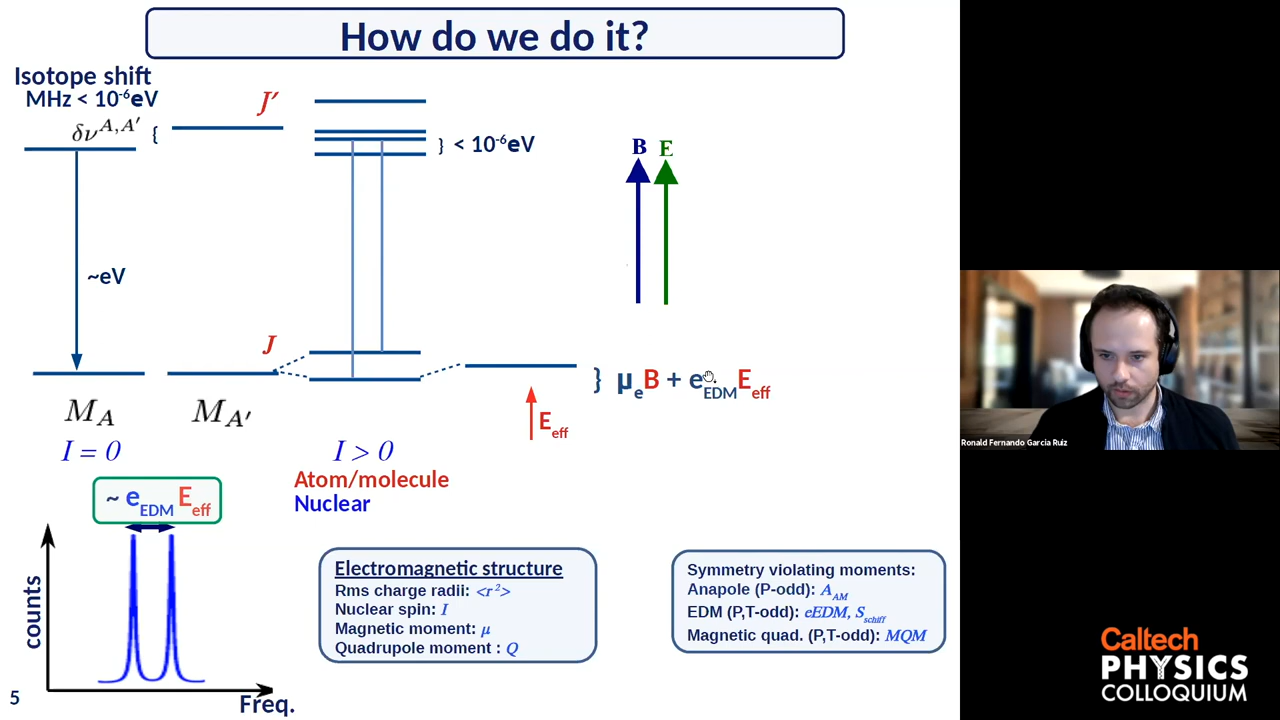 How do we do it?
Isotope shift
MHz < 10⁻⁶eV
δν^{A,A′} {
J′
} < 10⁻⁶eV
B E
~eV
J
} μ_e B + e_EDM E_eff
M_A
M_{A′}
E_eff
I = 0
I > 0
Atom/molecule
Nuclear
~ e_EDM E_eff
counts
Freq.
Electromagnetic structure
Rms charge radii: <r²>
Nuclear spin: I
Magnetic moment: μ
Quadrupole moment : Q
Symmetry violating moments:
Anapole (P-odd): A_AM
EDM (P,T-odd): eEDM, S_schiff
Magnetic quad. (P,T-odd): MQM
5
Ronald Fernando Garcia Ruiz
Caltech
PHYSICS
COLLOQUIUM